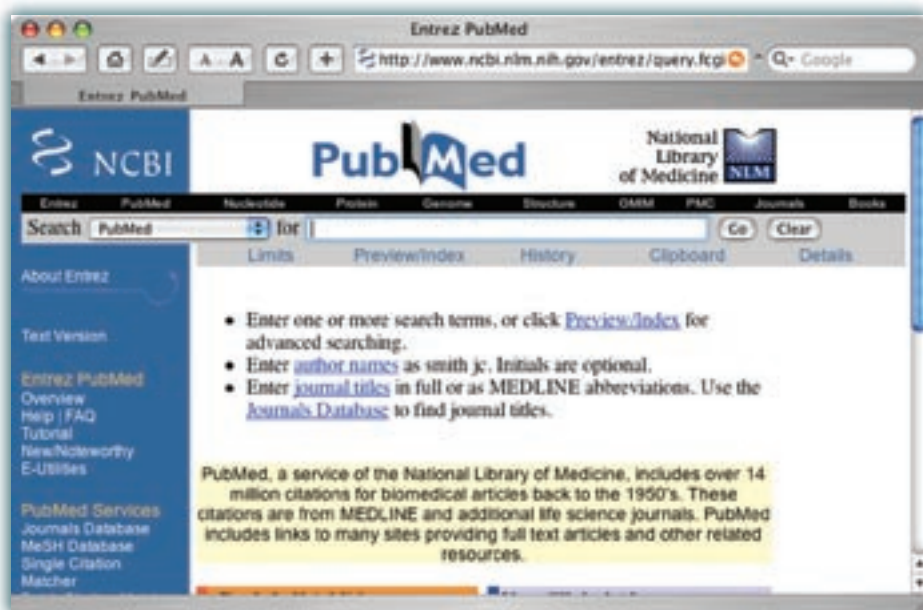 Entrez PubMed
A A
http://www.ncbi.nlm.nih.gov/entrez/query.fcgi
Google
Entrez PubMed
NCBI
PubMed
National
Library
of Medicine NLM
Entrez PubMed Nucleotide Protein Genome Structure OMIM PMC Journals Books
Search PubMed for Go Clear
Limits Preview/Index History Clipboard Details
About Entrez
Text Version
Entrez PubMed
Overview
Help | FAQ
Tutorial
New/Noteworthy
E-Utilities
PubMed Services
Journals Database
MeSH Database
Single Citation
Matcher
• Enter one or more search terms, or click Preview/Index for
advanced searching.
• Enter author names as smith jc. Initials are optional.
• Enter journal titles in full or as MEDLINE abbreviations. Use the
Journals Database to find journal titles.
PubMed, a service of the National Library of Medicine, includes over 14
million citations for biomedical articles back to the 1950's. These
citations are from MEDLINE and additional life science journals. PubMed
includes links to many sites providing full text articles and other related
resources.